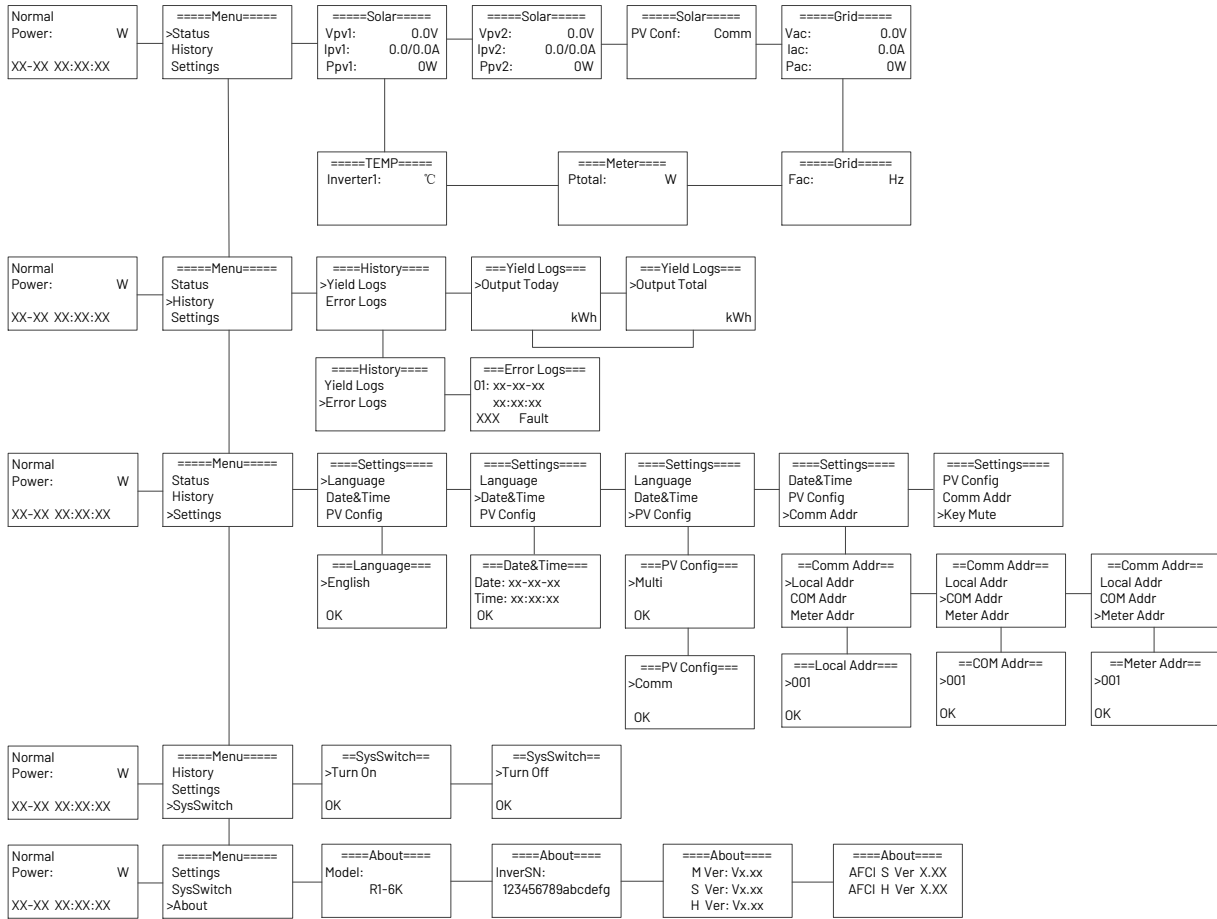 Normal
Power: W
XX-XX XX:XX:XX
=====Menu=====
>Status
History
Settings
=====Solar=====
Vpv1: 0.0V
Ipv1: 0.0/0.0A
Ppv1: 0W
=====Solar=====
Vpv2: 0.0V
Ipv2: 0.0/0.0A
Ppv2: 0W
=====Solar=====
PV Conf: Comm
=====Grid=====
Vac: 0.0V
Iac: 0.0A
Pac: 0W
=====TEMP=====
Inverter1: ℃
====Meter====
Ptotal: W
=====Grid=====
Fac: Hz
Normal
Power: W
XX-XX XX:XX:XX
=====Menu=====
Status
>History
Settings
====History====
>Yield Logs
Error Logs
===Yield Logs===
>Output Today
kWh
===Yield Logs===
>Output Total
kWh
====History====
Yield Logs
>Error Logs
===Error Logs===
01: xx-xx-xx
xx:xx:xx
XXX Fault
Normal
Power: W
XX-XX XX:XX:XX
=====Menu=====
Status
History
>Settings
====Settings====
>Language
Date&Time
PV Config
====Settings====
Language
>Date&Time
PV Config
====Settings====
Language
Date&Time
>PV Config
====Settings====
Date&Time
PV Config
>Comm Addr
====Settings====
PV Config
Comm Addr
>Key Mute
===Language===
>English
OK
===Date&Time===
Date: xx-xx-xx
Time: xx:xx:xx
OK
===PV Config===
>Multi
OK
==Comm Addr==
>Local Addr
COM Addr
Meter Addr
==Comm Addr==
Local Addr
>COM Addr
Meter Addr
==Comm Addr==
Local Addr
COM Addr
>Meter Addr
===PV Config===
>Comm
OK
===Local Addr===
>001
OK
==COM Addr==
>001
OK
==Meter Addr==
>001
OK
Normal
Power: W
XX-XX XX:XX:XX
=====Menu=====
History
Settings
>SysSwitch
==SysSwitch==
>Turn On
OK
==SysSwitch==
>Turn Off
OK
Normal
Power: W
XX-XX XX:XX:XX
=====Menu=====
Settings
SysSwitch
>About
====About====
Model:
R1-6K
====About====
InverSN:
123456789abcdefg
====About====
M Ver: Vx.xx
S Ver: Vx.xx
H Ver: Vx.xx
====About====
AFCI S Ver X.XX
AFCI H Ver X.XX